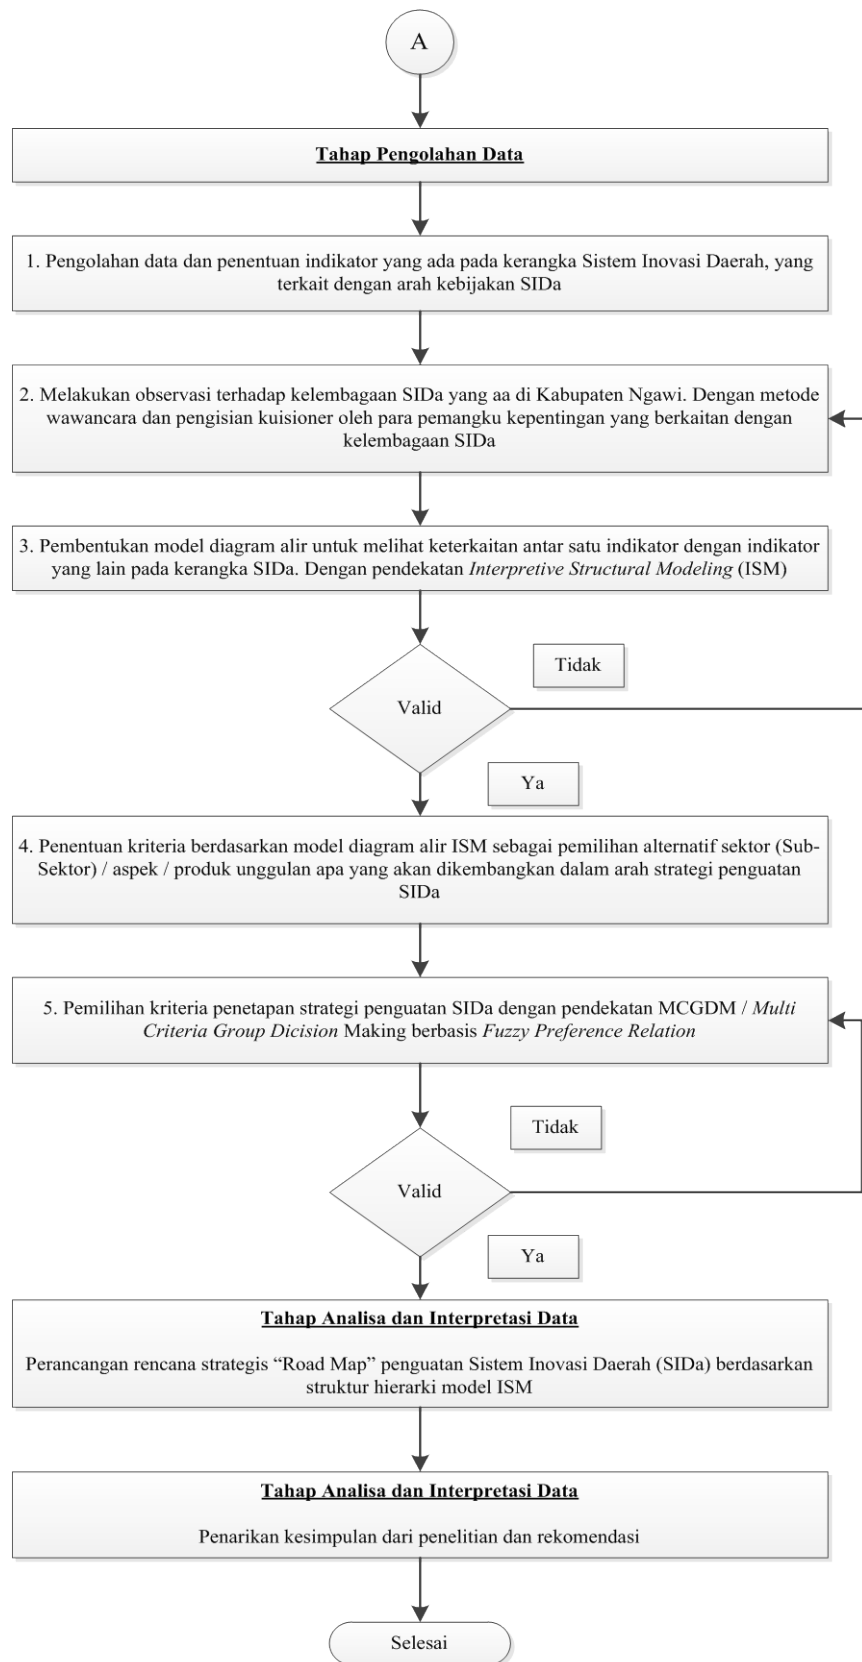 A
Tahap Pengolahan Data
1. Pengolahan data dan penentuan indikator yang ada pada kerangka Sistem Inovasi Daerah, yang
terkait dengan arah kebijakan SIDa
2. Melakukan observasi terhadap kelembagaan SIDa yang aa di Kabupaten Ngawi. Dengan metode
wawancara dan pengisian kuisioner oleh para pemangku kepentingan yang berkaitan dengan
kelembagaan SIDa
3. Pembentukan model diagram alir untuk melihat keterkaitan antar satu indikator dengan indikator
yang lain pada kerangka SIDa. Dengan pendekatan Interpretive Structural Modeling (ISM)
Tidak
Valid
Ya
4. Penentuan kriteria berdasarkan model diagram alir ISM sebagai pemilihan alternatif sektor (Sub-
Sektor) / aspek / produk unggulan apa yang akan dikembangkan dalam arah strategi penguatan
SIDa
5. Pemilihan kriteria penetapan strategi penguatan SIDa dengan pendekatan MCGDM / Multi
Criteria Group Dicision Making berbasis Fuzzy Preference Relation
Tidak
Valid
Ya
Tahap Analisa dan Interpretasi Data
Perancangan rencana strategis “Road Map” penguatan Sistem Inovasi Daerah (SIDa) berdasarkan
struktur hierarki model ISM
Tahap Analisa dan Interpretasi Data
Penarikan kesimpulan dari penelitian dan rekomendasi
Selesai